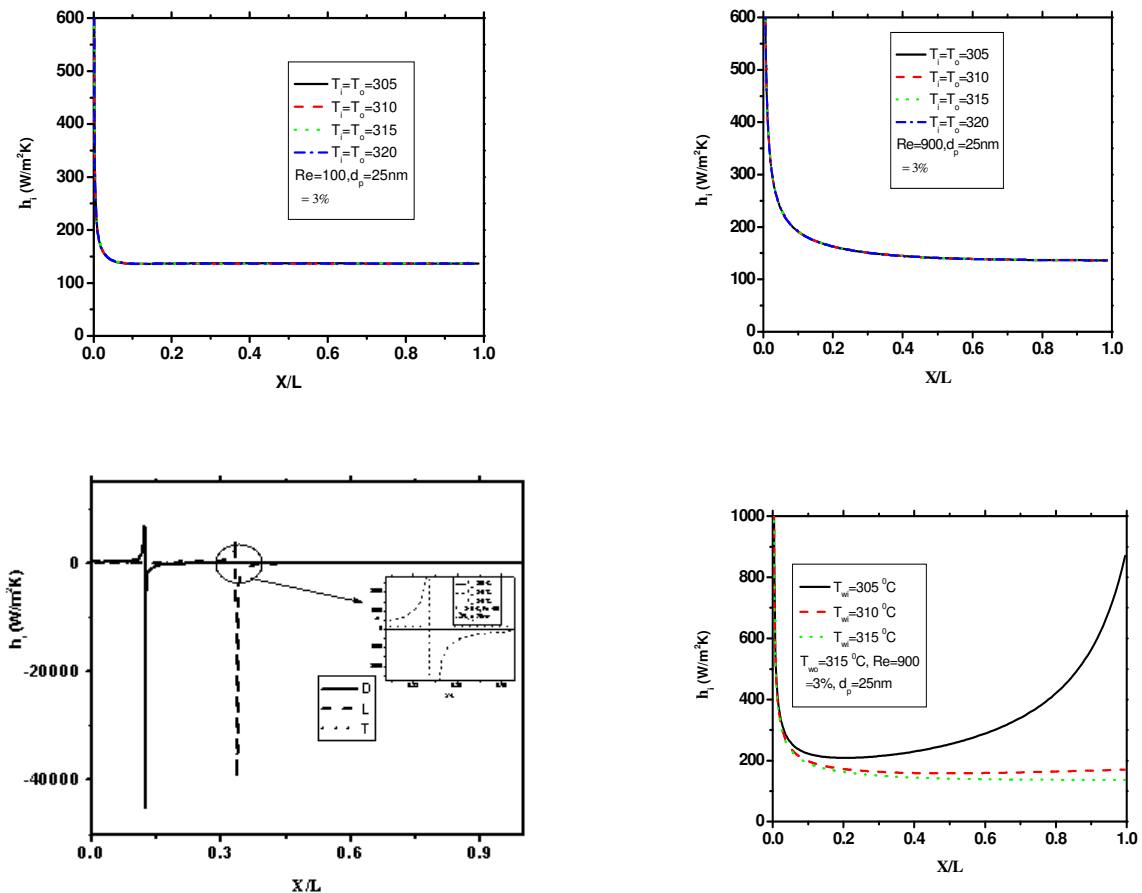 600
500
400
300
200
100
0
h_i (W/m²K)
T_i=T_o=305
T_i=T_o=310
T_i=T_o=315
T_i=T_o=320
Re=100,d_p=25nm
= 3%
0.0 0.2 0.4 0.6 0.8 1.0
X/L
600
500
400
300
200
100
0
h_i (W/m²K)
T_i=T_o=305
T_i=T_o=310
T_i=T_o=315
T_i=T_o=320
Re=900,d_p=25nm
= 3%
0.0 0.2 0.4 0.6 0.8 1.0
X/L
0
-20000
-40000
h_i (W/m²K)
D
L
T
0.0 0.3 0.6 0.9
X/L
1000
800
600
400
200
0
h_i (W/m²K)
T_wi=305 ⁰C
T_wi=310 ⁰C
T_wi=315 ⁰C
T_wo=315 ⁰C, Re=900
=3%, d_p=25nm
0.0 0.2 0.4 0.6 0.8 1.0
X/L